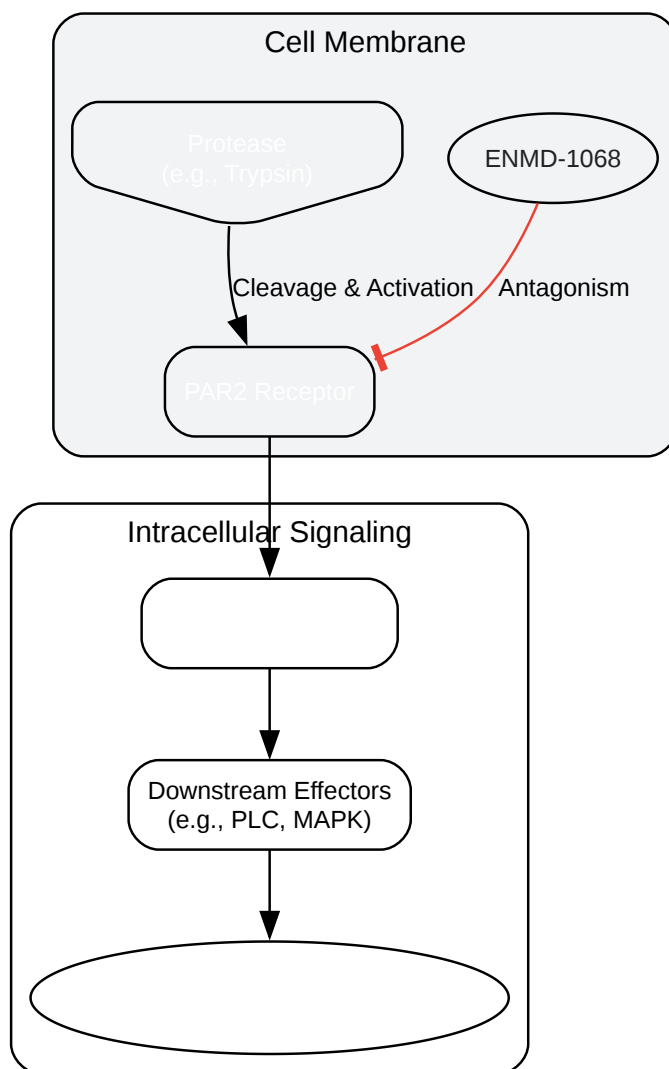 Cell Membrane
Protease
(e.g., Trypsin)
ENMD-1068
Cleavage & Activation
Antagonism
PAR2 Receptor
Intracellular Signaling
Downstream Effectors
(e.g., PLC, MAPK)